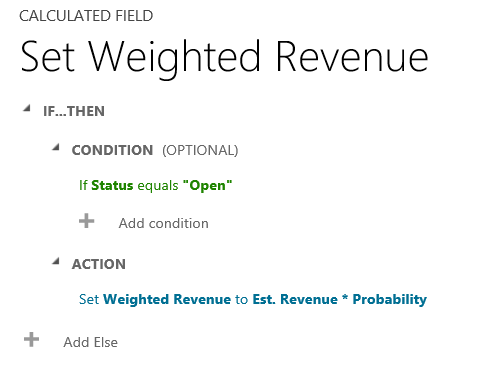 CALCULATED FIELD
Set Weighted Revenue
IF...THEN
CONDITION (OPTIONAL)
If Status equals "Open"
Add condition
ACTION
Set Weighted Revenue to Est. Revenue * Probability
Add Else